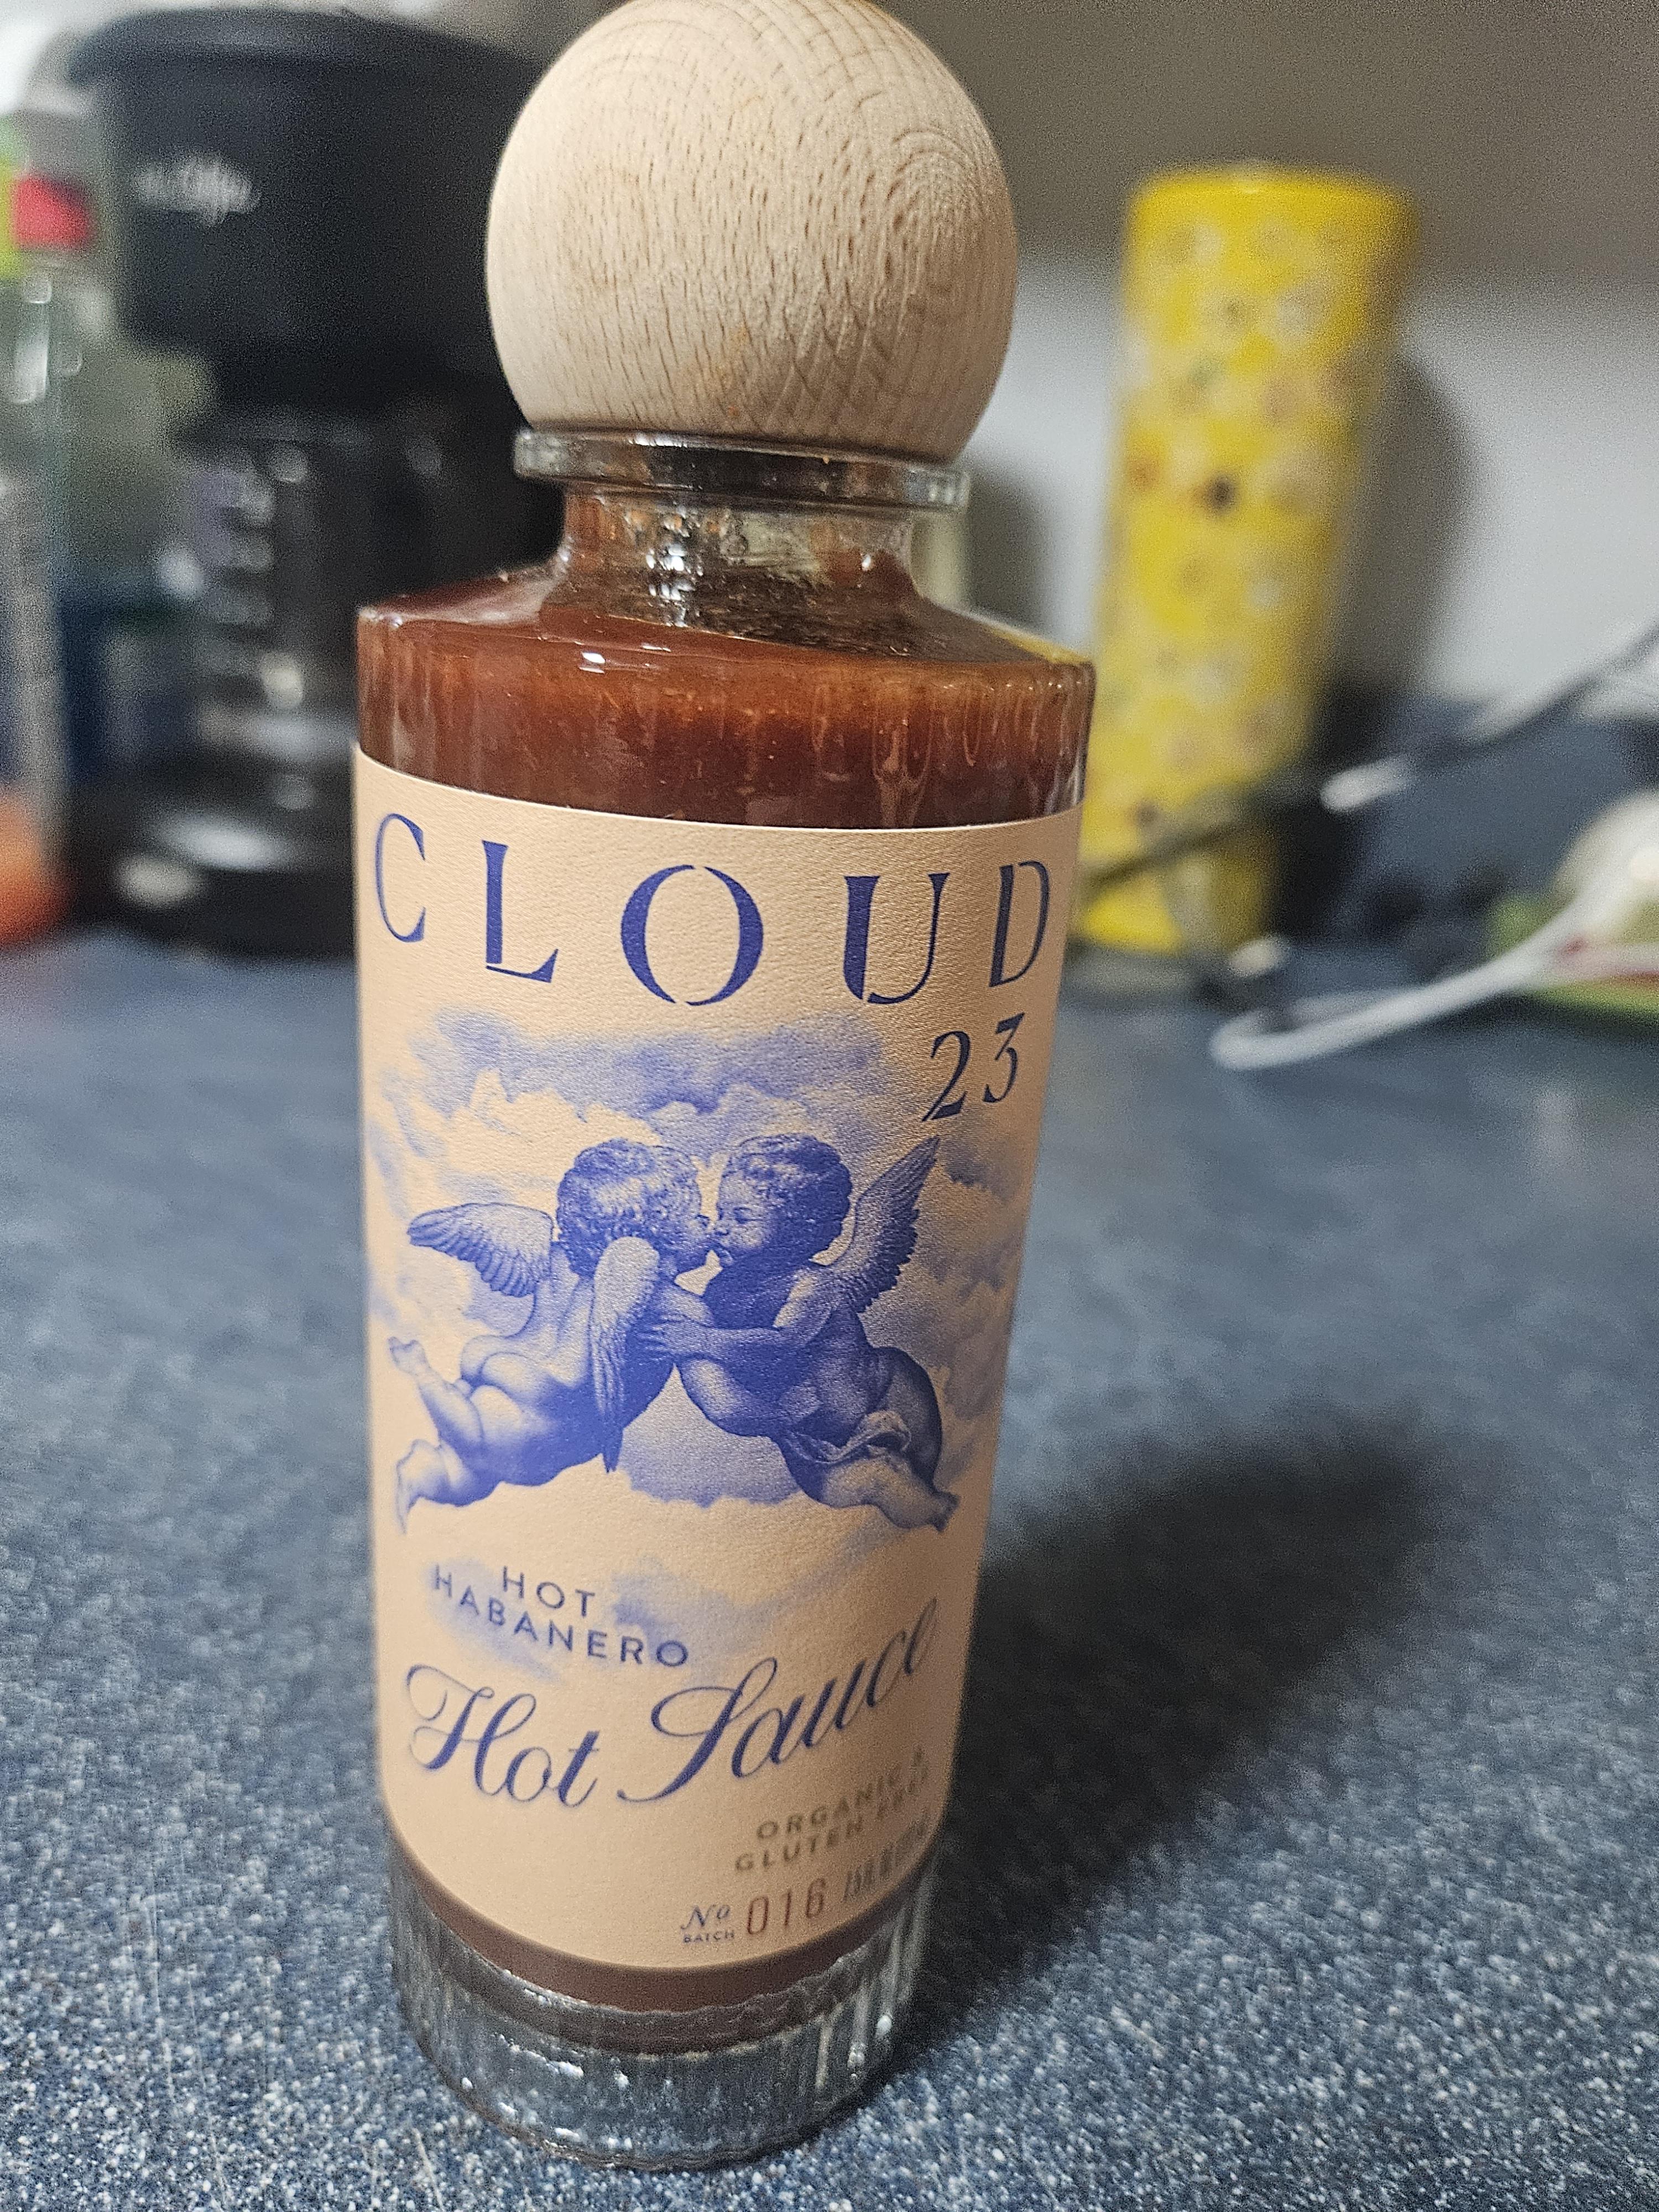 CLOUD
23
HOT
HABANERO
Hot Sauce
ORGANIC &
GLUTEN FREE
No
BATCH
016